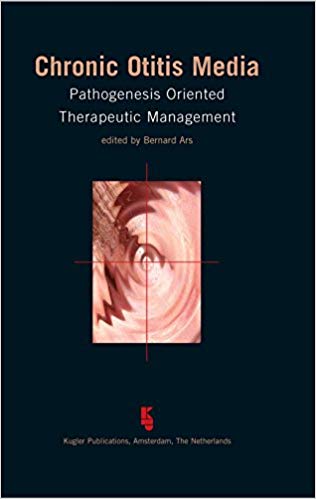 Chronic Otitis Media
Pathogenesis Oriented
Therapeutic Management
edited by Bernard Ars
Kugler Publications, Amsterdam, The Netherlands